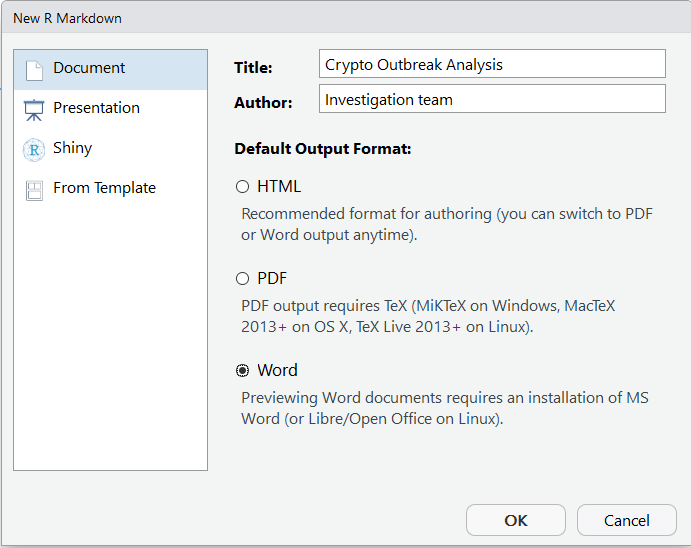 New R Markdown
Document
Presentation
R
Shiny
From Template
Title:
Crypto Outbreak Analysis
Author:
Investigation team
Default Output Format:
HTML
Recommended format for authoring (you can switch to PDF
or Word output anytime).
PDF
PDF output requires TeX (MiKTeX on Windows, MacTeX
2013+ on OS X, TeX Live 2013+ on Linux).
Word
Previewing Word documents requires an installation of MS
Word (or Libre/Open Office on Linux).
OK
Cancel